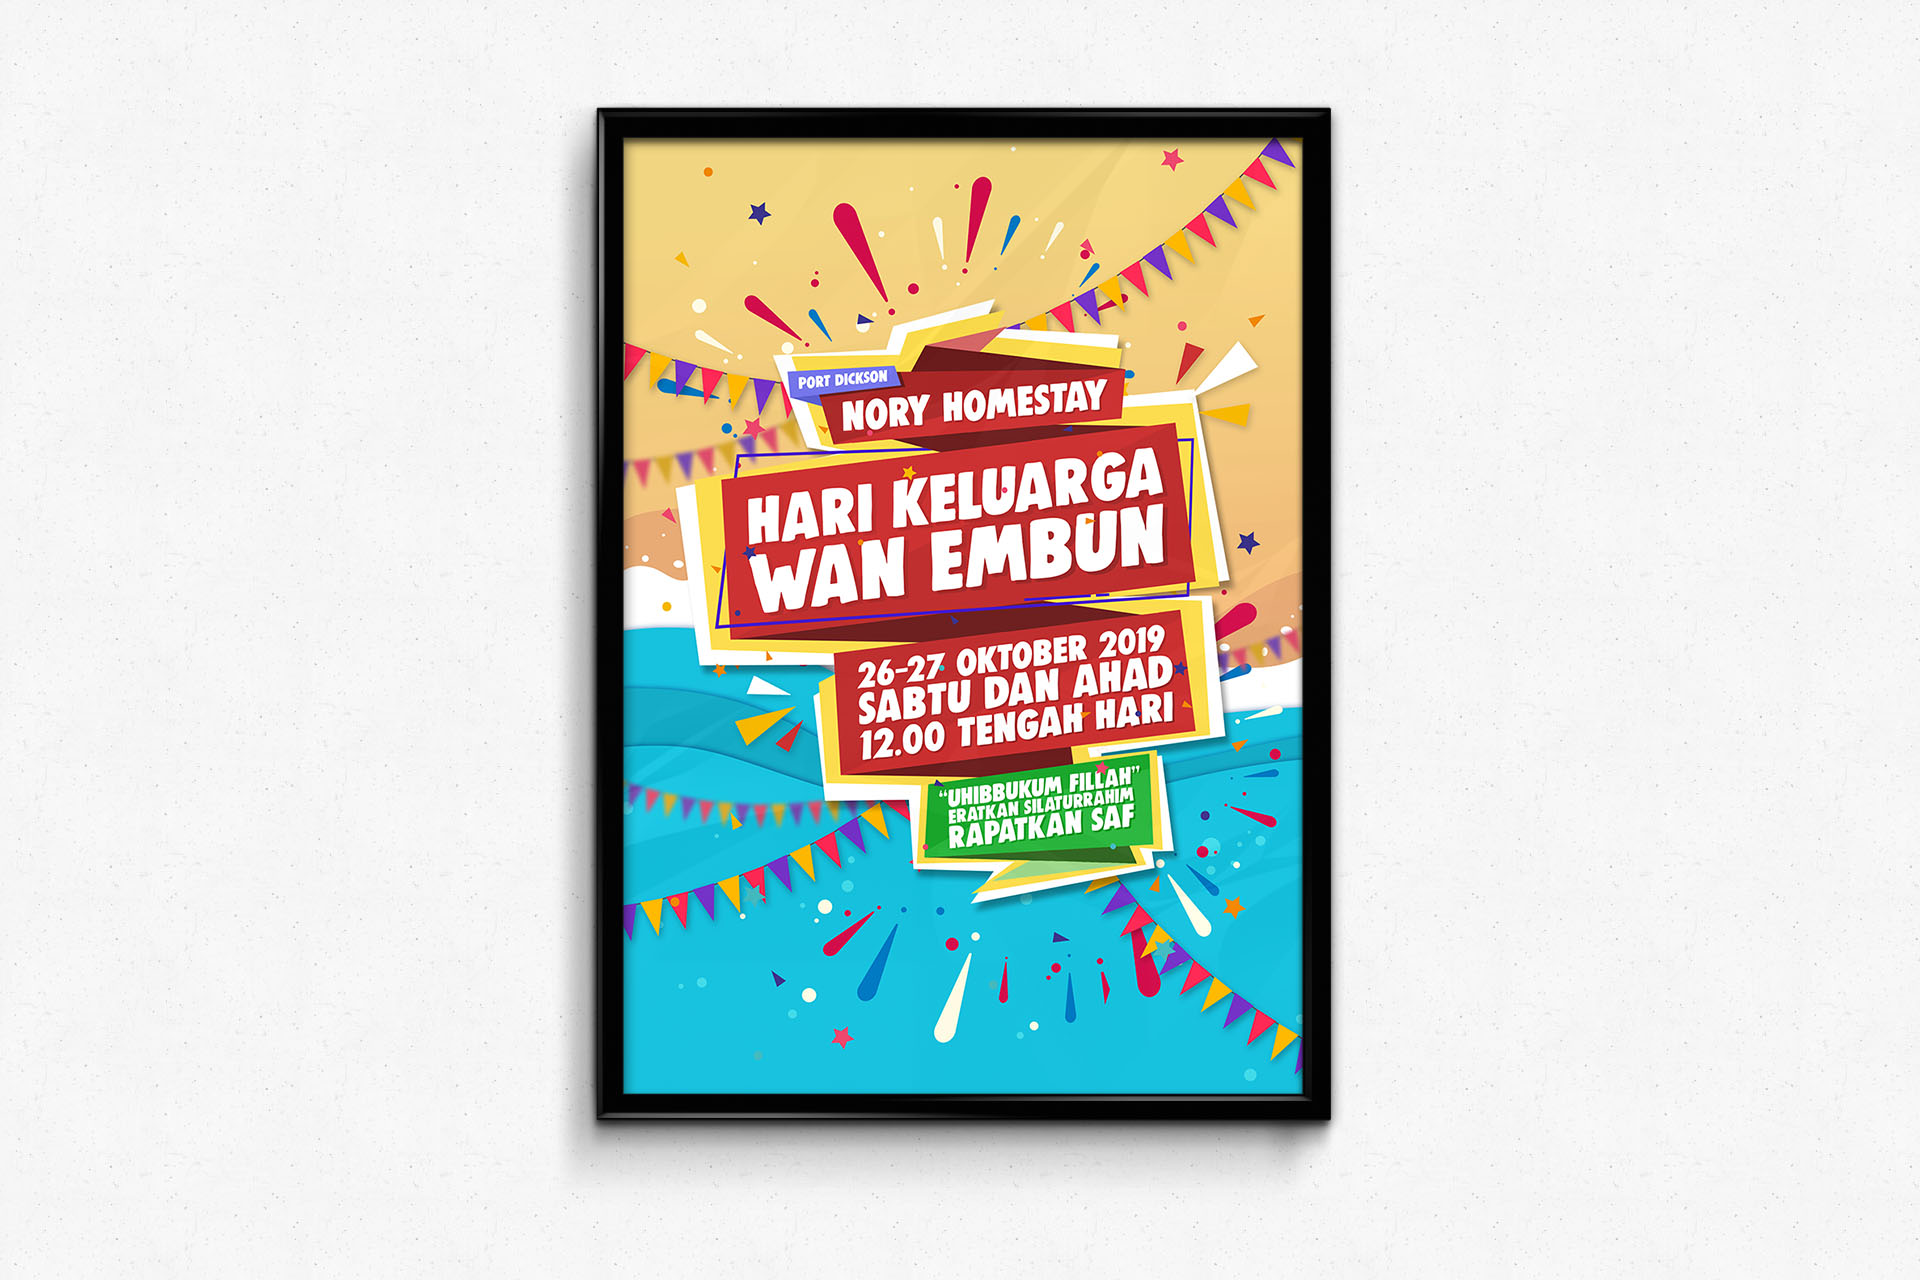 PORT DICKSON
NORY HOMESTAY
HARI KELUARGA
WAN EMBUN
26-27 OKTOBER 2019
SABTU DAN AHAD
12.00 TENGAH HARI
"UHIBBUKUM FILLAH"
ERATKAN SILATURRAHIM
RAPATKAN SAF